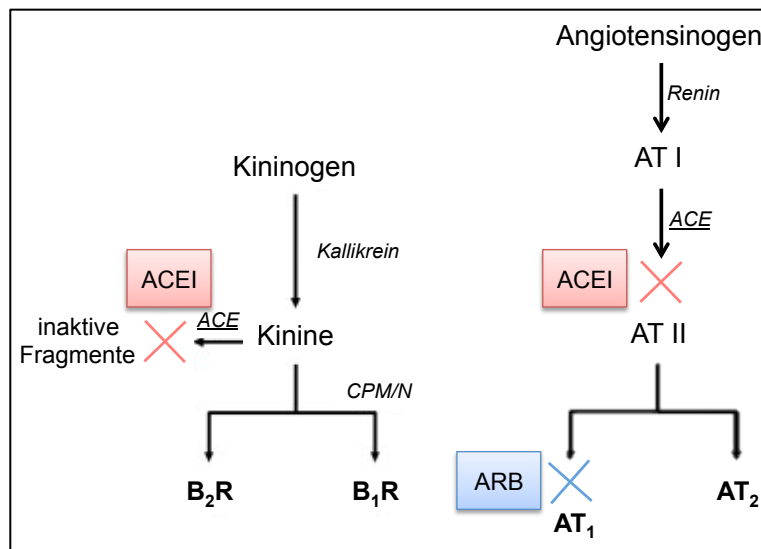 Angiotensinogen
Renin
AT I
Kininogen
ACE
Kallikrein
ACEI
ACEI
ACE
inaktive
Fragmente
Kinine
AT II
CPM/N
B₂R
B₁R
ARB
AT₁
AT₂